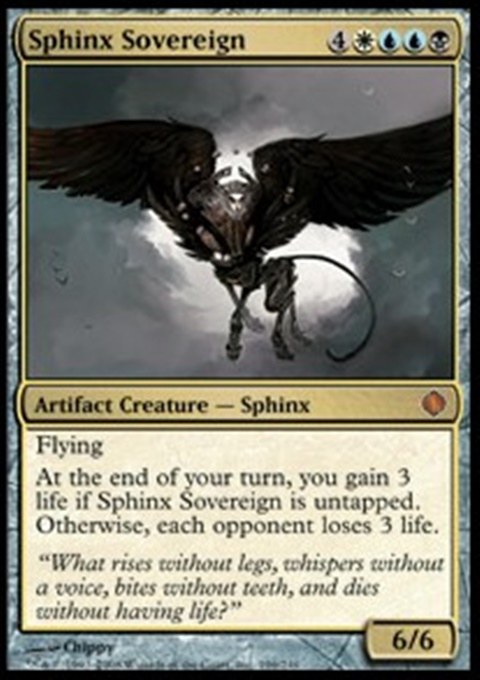 Sphinx Sovereign 4
Artifact Creature — Sphinx
Flying
At the end of your turn, you gain 3
life if Sphinx Sovereign is untapped.
Otherwise, each opponent loses 3 life.
“What rises without legs, whispers without
a voice, bites without teeth, and dies
without having life?”
Chippy
6/6